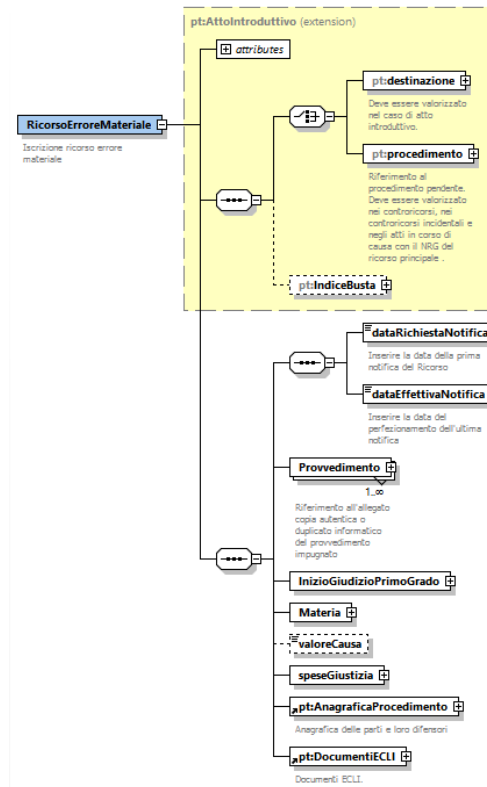 pt:AttoIntroduttivo (extension)
attributes
pt:destinazione
Deve essere valorizzato
nel caso di atto
introduttivo.
RicorsoErroreMateriale
Iscrizione ricorso errore
materiale
pt:procedimento
Riferimento al
procedimento pendente.
Deve essere valorizzato
nei controricorsi, nei
controricorsi incidentali e
negli atti in corso di
causa con il NRG del
ricorso principale .
pt:IndiceBusta
dataRichiestaNotifica
Inserire la data della prima
notifica del Ricorso
dataEffettivaNotifica
Inserire la data del
perfezionamento dell'ultima
notifica
Provvedimento
1..∞
Riferimento all'allegato
copia autentica o
duplicato informatico
del provvedimento
impugnato
InizioGiudizioPrimoGrado
Materia
valoreCausa
speseGiustizia
pt:AnagraficaProcedimento
Anagrafica delle parti e loro difensori
pt:DocumentiECLI
Documenti ECLI.